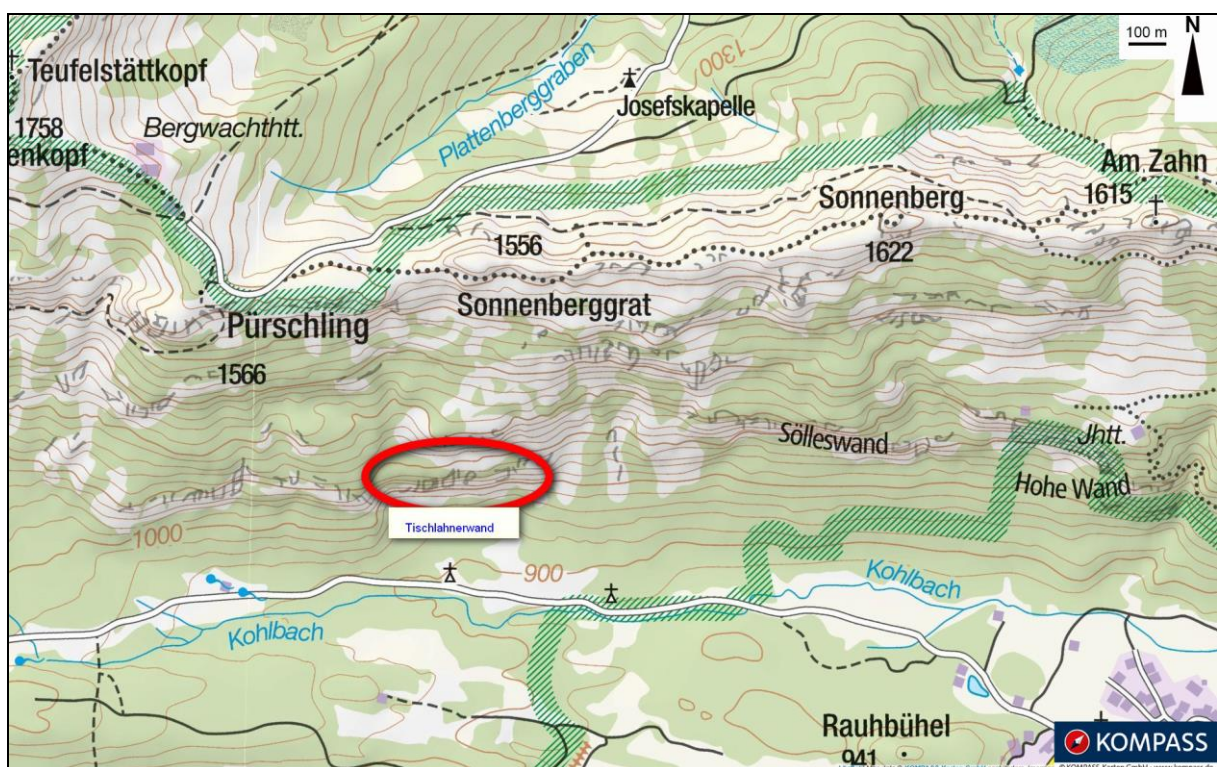 100 m
N
Teufelstättkopf
1758
enkopf
Bergwachthtt.
Plattenberggraben
Josefskapelle
1300
Am Zahn
1615
Sonnenberg
1556
1622
Sonnenberggrat
Pürschling
1566
Sölleswand
Jhtt.
Hohe Wand
Tischlahnerwand
1000
900
Kohlbach
Kohlbach
Rauhbühel
941
KOMPASS